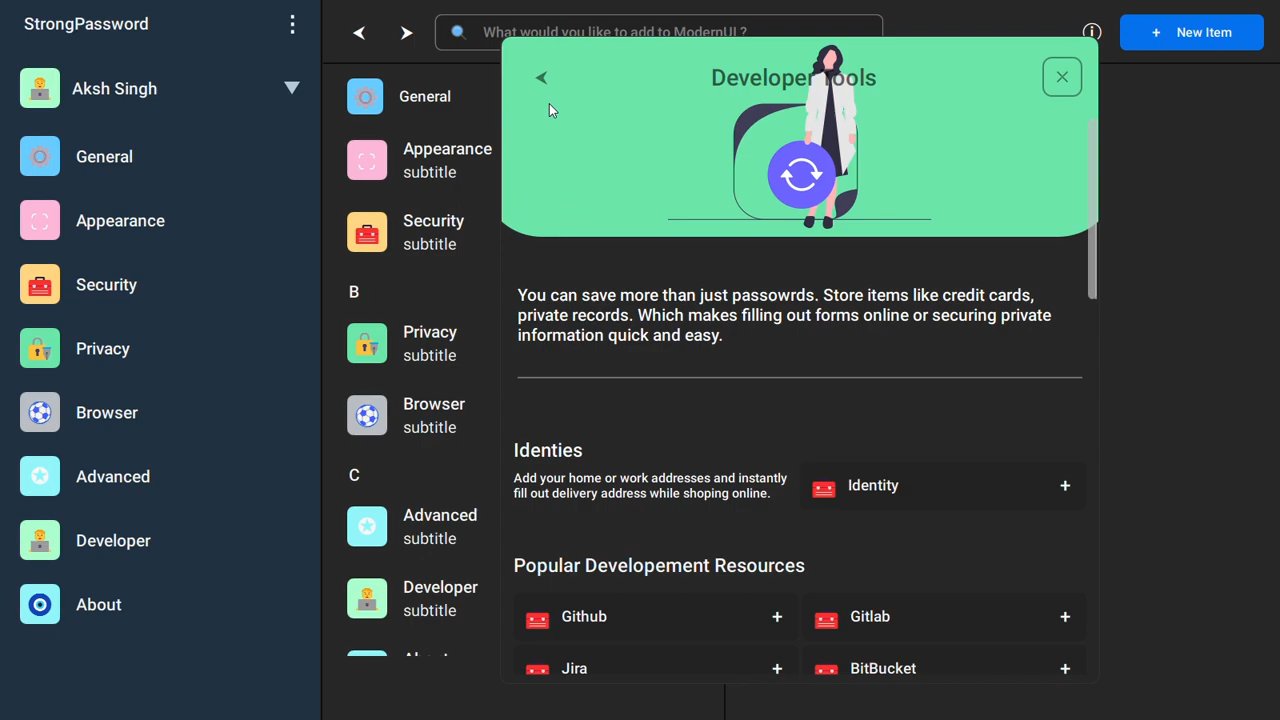 StrongPassword
Aksh Singh
General
Appearance
Security
Privacy
Browser
Advanced
Developer
About
What would you like to add to ModernUI ?
+ New Item
General
Appearance
subtitle
Security
subtitle
B
Privacy
subtitle
Browser
subtitle
C
Advanced
subtitle
Developer
subtitle
About
Developer Tools
You can save more than just passowrds. Store items like credit cards,
private records. Which makes filling out forms online or securing private
information quick and easy.
Identies
Add your home or work addresses and instantly
fill out delivery address while shoping online.
Identity +
Popular Developement Resources
Github +
Gitlab +
Jira +
BitBucket +